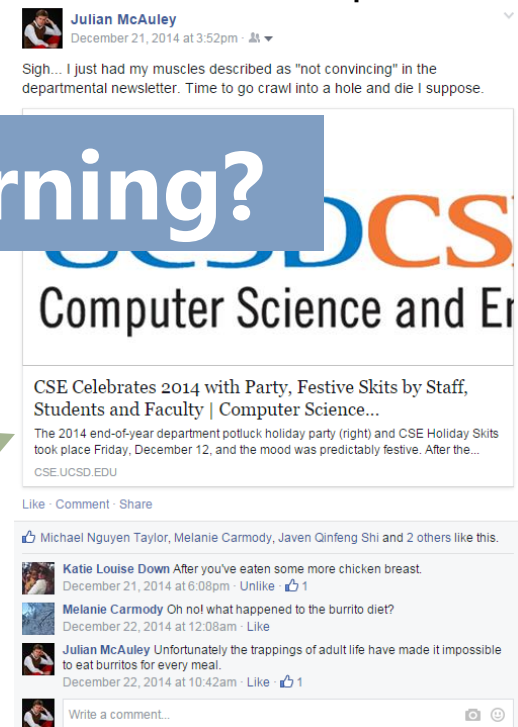 Julian McAuley
December 21, 2014 at 3:52pm ·
Sigh... I just had my muscles described as "not convincing" in the
departmental newsletter. Time to go crawl into a hole and die I suppose.
rning?
UCSDCS
Computer Science and En
CSE Celebrates 2014 with Party, Festive Skits by Staff,
Students and Faculty | Computer Science...
The 2014 end-of-year department potluck holiday party (right) and CSE Holiday Skits
took place Friday, December 12, and the mood was predictably festive. After the...
CSE.UCSD.EDU
Like · Comment · Share
Michael Nguyen Taylor, Melanie Carmody, Javen Qinfeng Shi and 2 others like this.
Katie Louise Down After you've eaten some more chicken breast.
December 21, 2014 at 6:08pm · Unlike · 1
Melanie Carmody Oh no! what happened to the burrito diet?
December 22, 2014 at 12:08am · Like
Julian McAuley Unfortunately the trappings of adult life have made it impossible
to eat burritos for every meal.
December 22, 2014 at 10:42am · Like · 1
Write a comment...